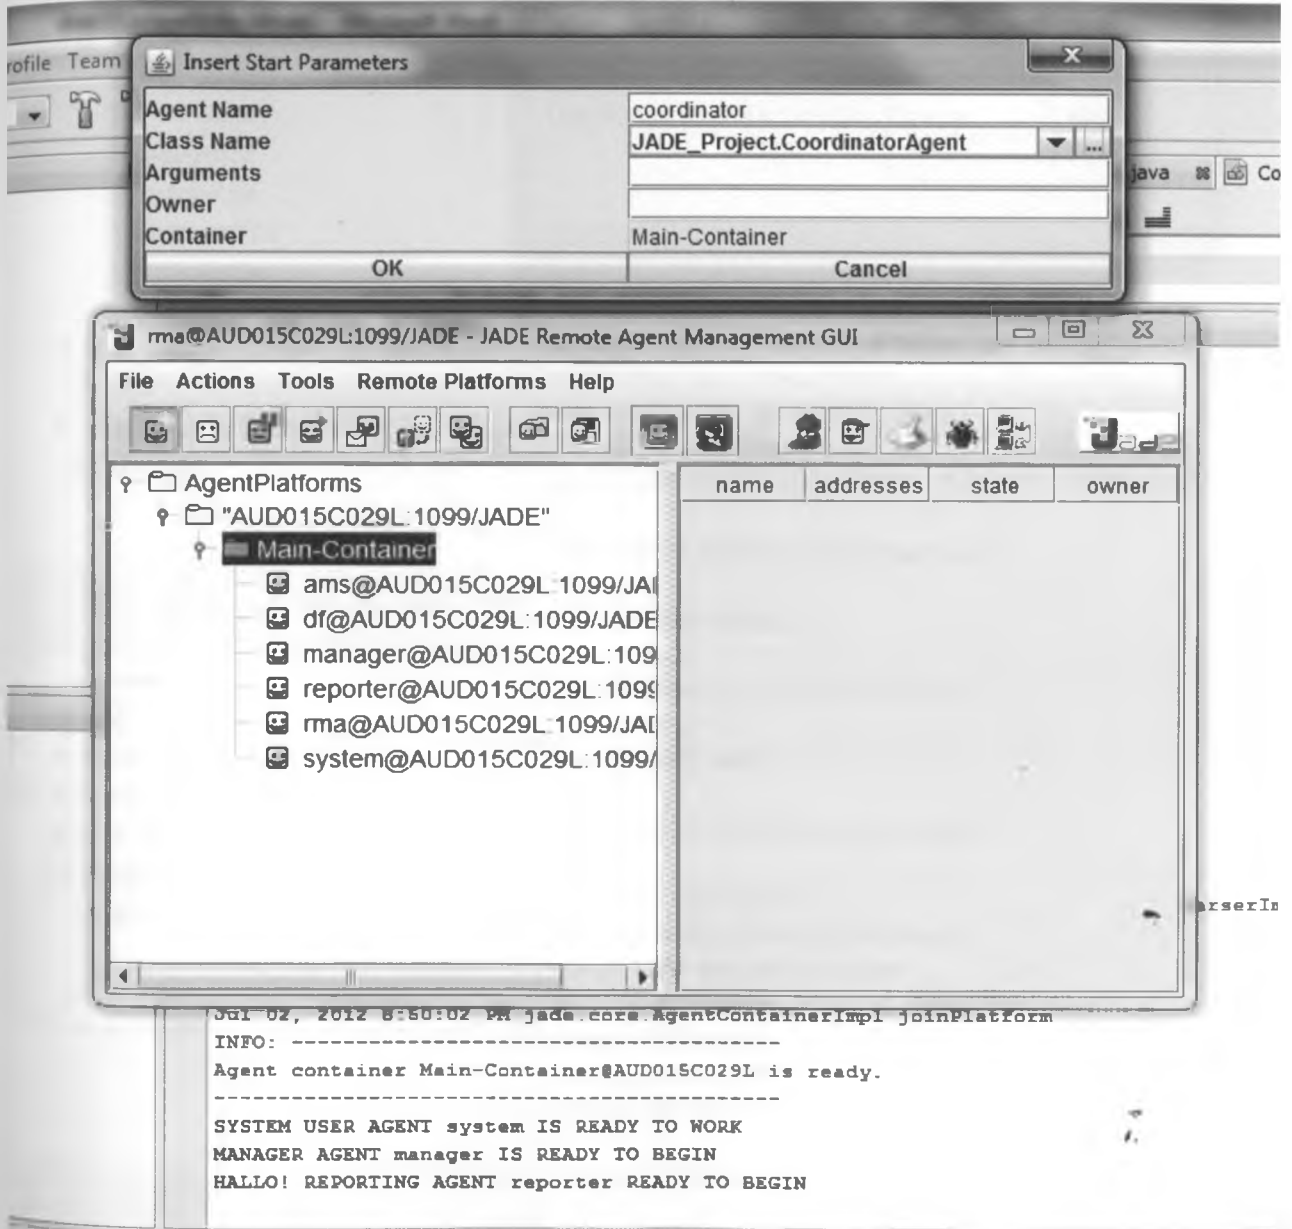 rofile Team
Insert Start Parameters
Agent Name coordinator
Class Name JADE_Project.CoordinatorAgent ...
Arguments
Owner
Container Main-Container
OK Cancel
java Co
rma@AUD015C029L:1099/JADE - JADE Remote Agent Management GUI
File Actions Tools Remote Platforms Help
Jade
AgentPlatforms
"AUD015C029L:1099/JADE"
Main-Container
ams@AUD015C029L:1099/JA
df@AUD015C029L:1099/JADE
manager@AUD015C029L:109
reporter@AUD015C029L:109
rma@AUD015C029L:1099/JA
system@AUD015C029L:1099/
name addresses state owner
arserIm
Jul 02, 2012 8:50:02 PM jade.core.AgentContainerImpl joinPlatform
INFO: --------------------------------------
Agent container Main-Container@AUD015C029L is ready.
--------------------------------------------
SYSTEM USER AGENT system IS READY TO WORK
MANAGER AGENT manager IS READY TO BEGIN
HALLO! REPORTING AGENT reporter READY TO BEGIN